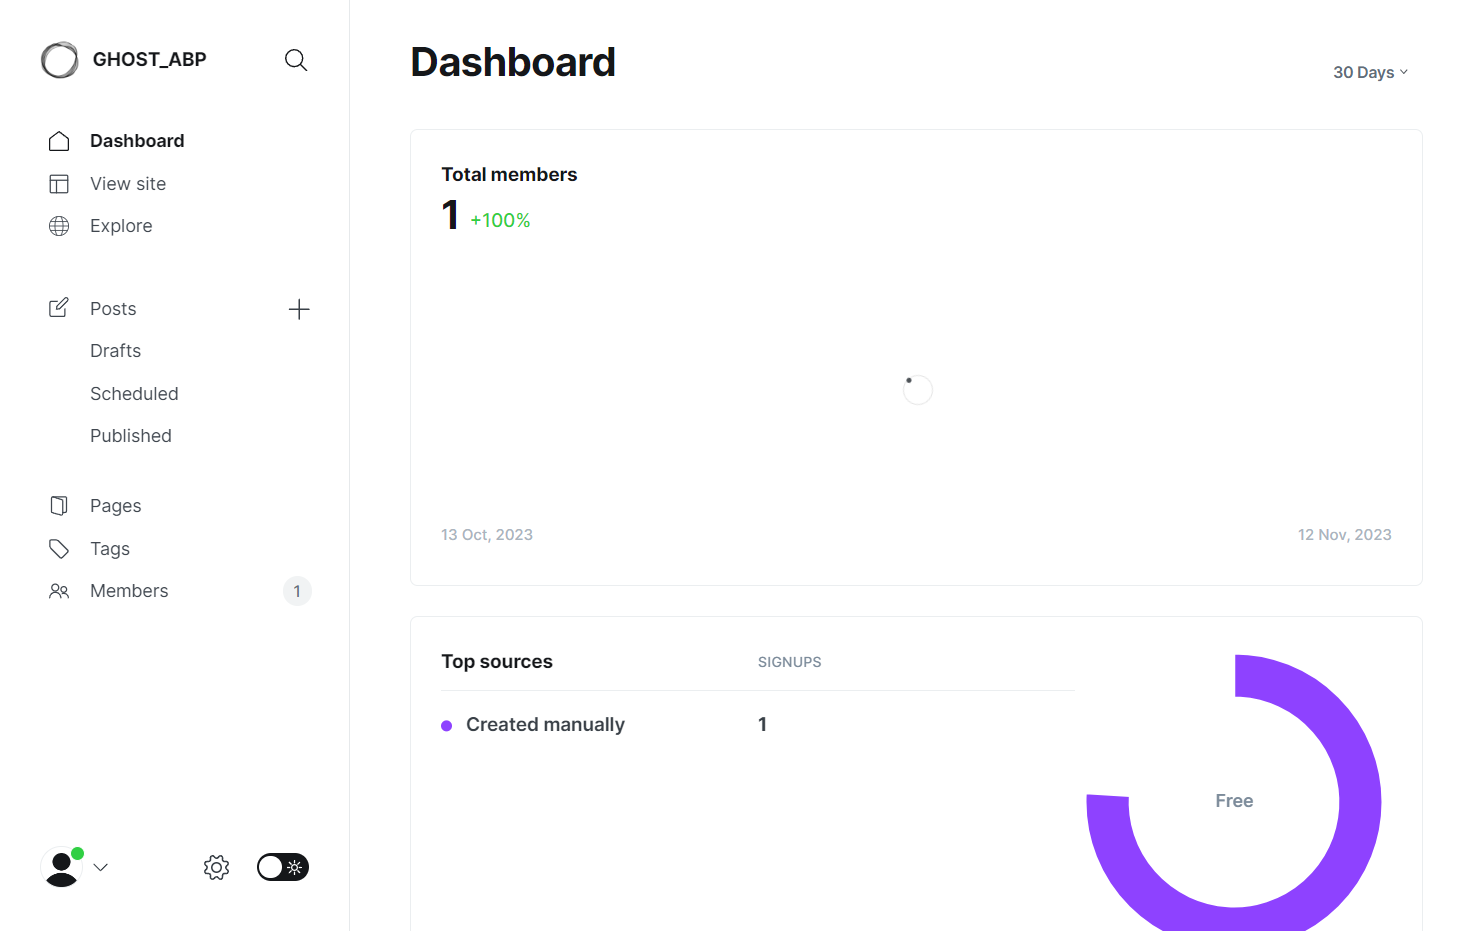 GHOST_ABP
Dashboard
View site
Explore
Posts
Drafts
Scheduled
Published
Pages
Tags
Members 1
Dashboard
30 Days
Total members
1 +100%
13 Oct, 2023 12 Nov, 2023
Top sources SIGNUPS
Created manually 1
Free